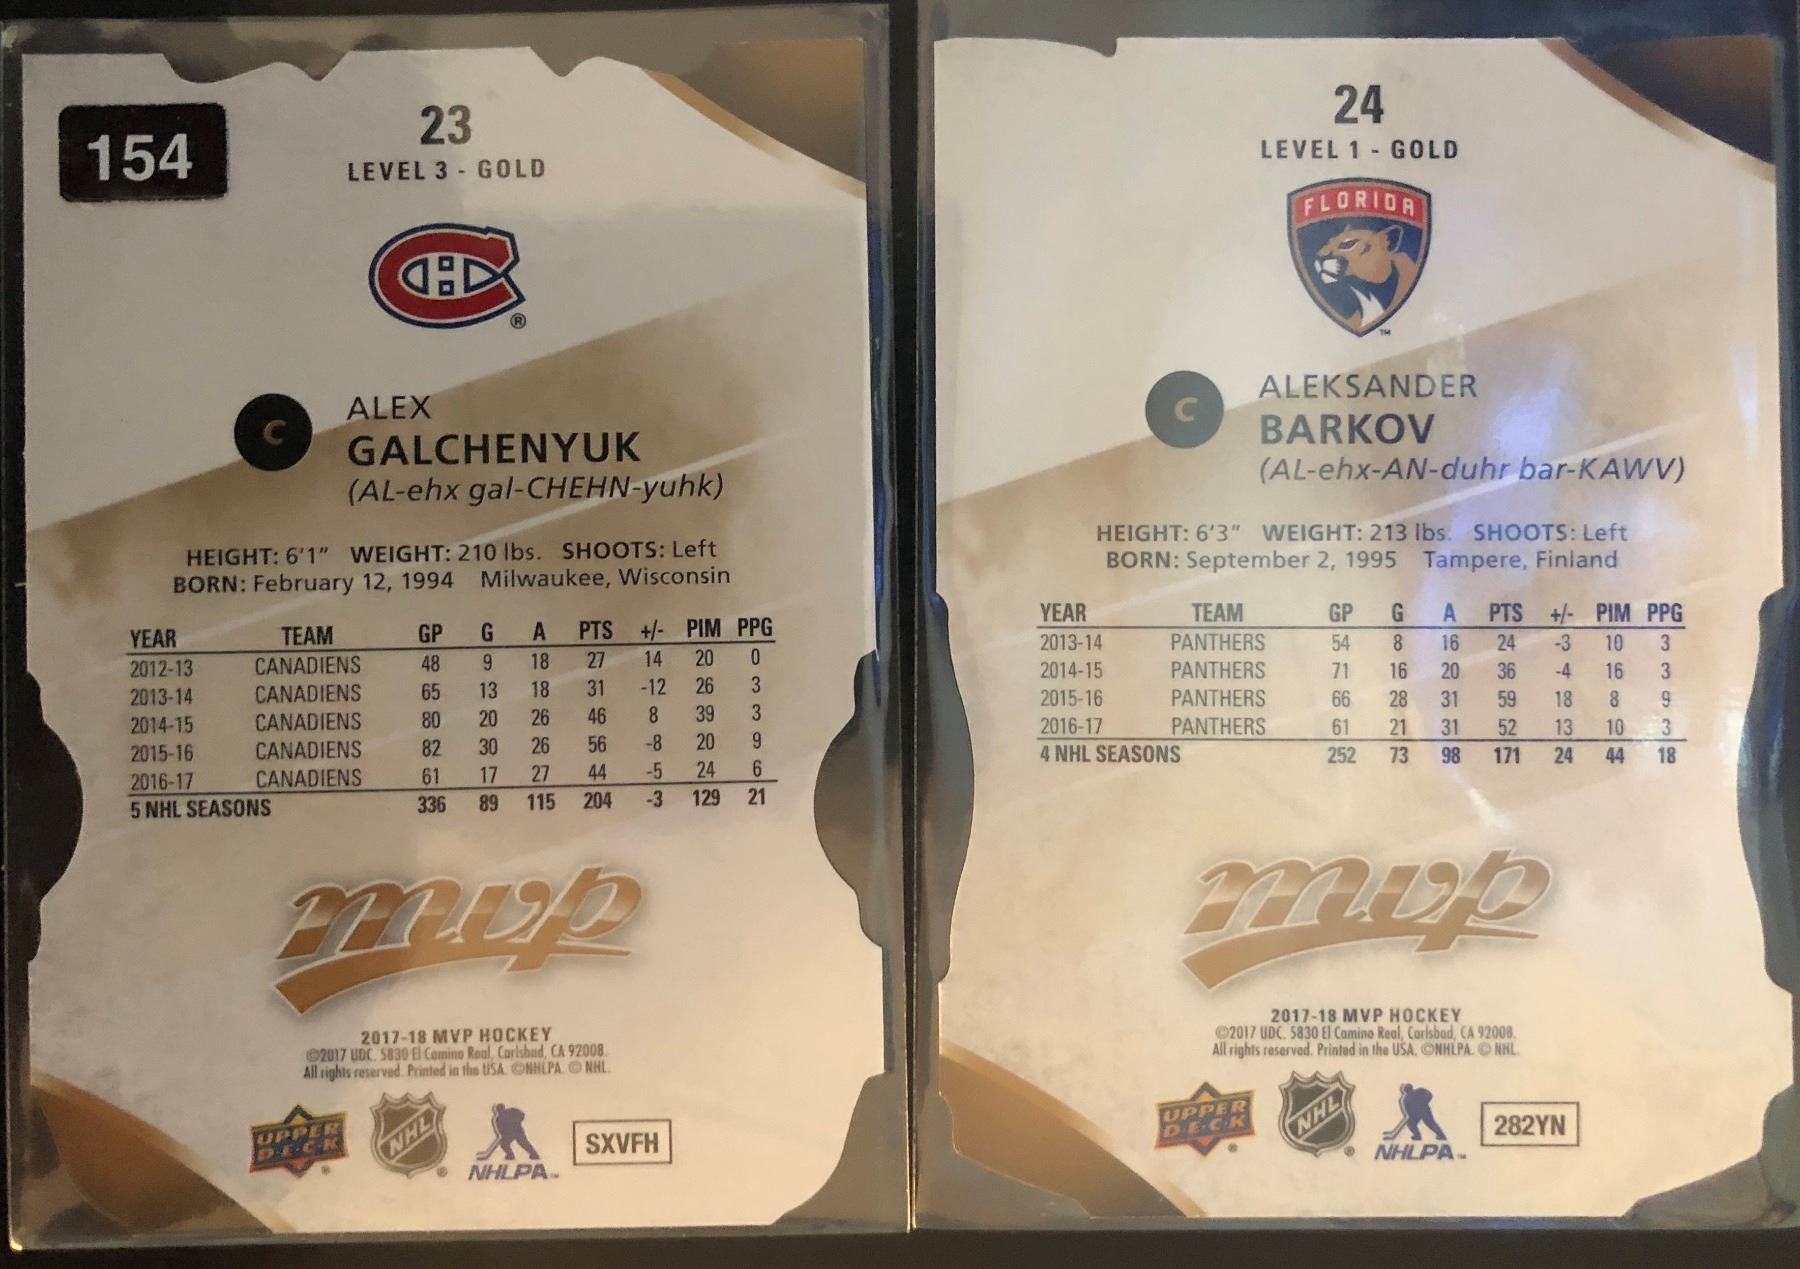 154
23
LEVEL 3 - GOLD
®
C
ALEX
GALCHENYUK
(AL-ehx gal-CHEHN-yuhk)
HEIGHT: 6'1" WEIGHT: 210 lbs. SHOOTS: Left
BORN: February 12, 1994 Milwaukee, Wisconsin
YEAR TEAM GP G A PTS +/- PIM PPG
2012-13 CANADIENS 48 9 18 27 14 20 0
2013-14 CANADIENS 65 13 18 31 -12 26 3
2014-15 CANADIENS 80 20 26 46 8 39 3
2015-16 CANADIENS 82 30 26 56 -8 20 9
2016-17 CANADIENS 61 17 27 44 -5 24 6
5 NHL SEASONS 336 89 115 204 -3 129 21
mvp
2017-18 MVP HOCKEY
©2017 UDC. 5830 El Camino Real, Carlsbad, CA 92008.
All rights reserved. Printed in the USA. ©NHLPA. © NHL.
UPPER DECK
NHL
NHLPA
SXVFH
24
LEVEL 1 - GOLD
FLORIDA
TM
C
ALEKSANDER
BARKOV
(AL-ehx-AN-duhr bar-KAWV)
HEIGHT: 6'3" WEIGHT: 213 lbs. SHOOTS: Left
BORN: September 2, 1995 Tampere, Finland
YEAR TEAM GP G A PTS +/- PIM PPG
2013-14 PANTHERS 54 8 16 24 -3 10 3
2014-15 PANTHERS 71 16 20 36 -4 16 3
2015-16 PANTHERS 66 28 31 59 18 8 9
2016-17 PANTHERS 61 21 31 52 13 10 3
4 NHL SEASONS 252 73 98 171 24 44 18
mvp
2017-18 MVP HOCKEY
©2017 UDC. 5830 El Camino Real, Carlsbad, CA 92008.
All rights reserved. Printed in the USA. ©NHLPA. © NHL.
UPPER DECK
NHL
NHLPA
282YN